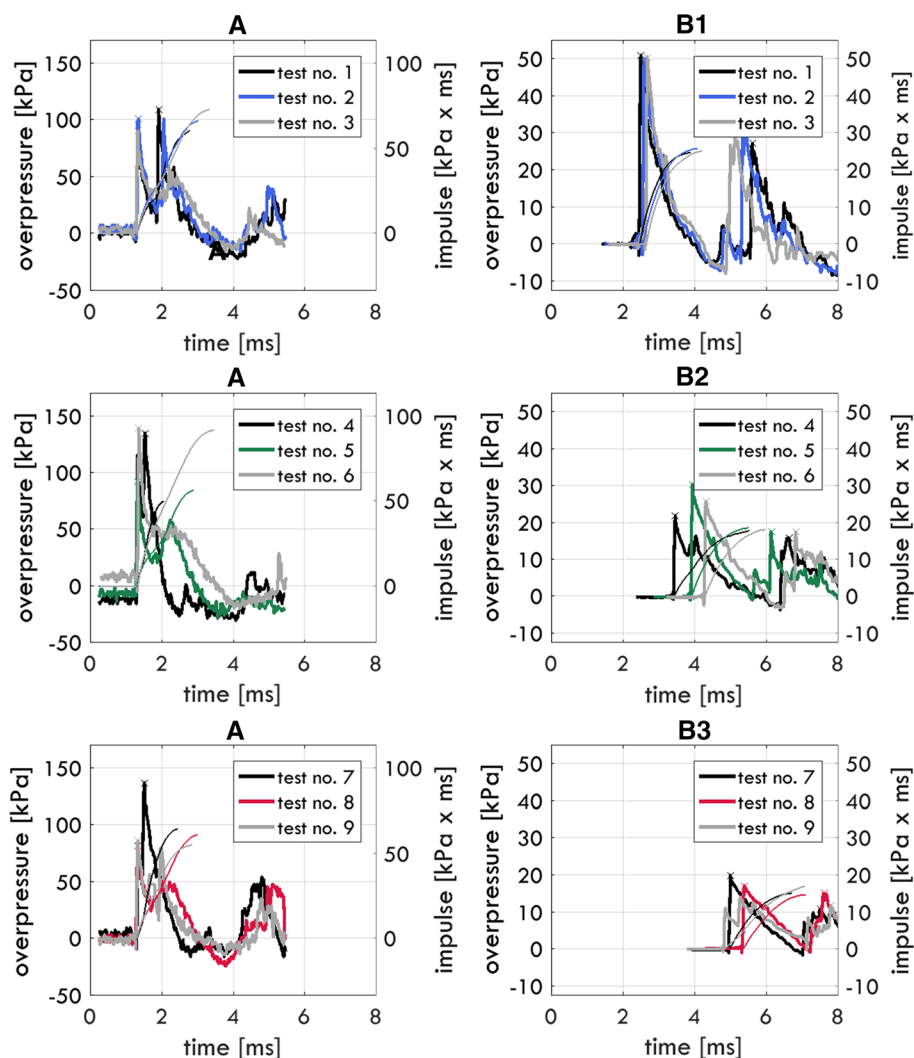 A
overpressure [kPa]
150
100
50
0
-50
100
50
0
impulse [kPa x ms]
test no. 1
test no. 2
test no. 3
0 2 4 6 8
time [ms]
B1
overpressure [kPa]
50
40
30
20
10
0
-10
50
40
30
20
10
0
-10
impulse [kPa x ms]
test no. 1
test no. 2
test no. 3
0 2 4 6 8
time [ms]
A
overpressure [kPa]
150
100
50
0
-50
100
50
0
impulse [kPa x ms]
test no. 4
test no. 5
test no. 6
0 2 4 6 8
time [ms]
B2
overpressure [kPa]
50
40
30
20
10
0
-10
50
40
30
20
10
0
-10
impulse [kPa x ms]
test no. 4
test no. 5
test no. 6
0 2 4 6 8
time [ms]
A
overpressure [kPa]
150
100
50
0
-50
100
50
0
impulse [kPa x ms]
test no. 7
test no. 8
test no. 9
0 2 4 6 8
time [ms]
B3
overpressure [kPa]
50
40
30
20
10
0
-10
50
40
30
20
10
0
-10
impulse [kPa x ms]
test no. 7
test no. 8
test no. 9
0 2 4 6 8
time [ms]